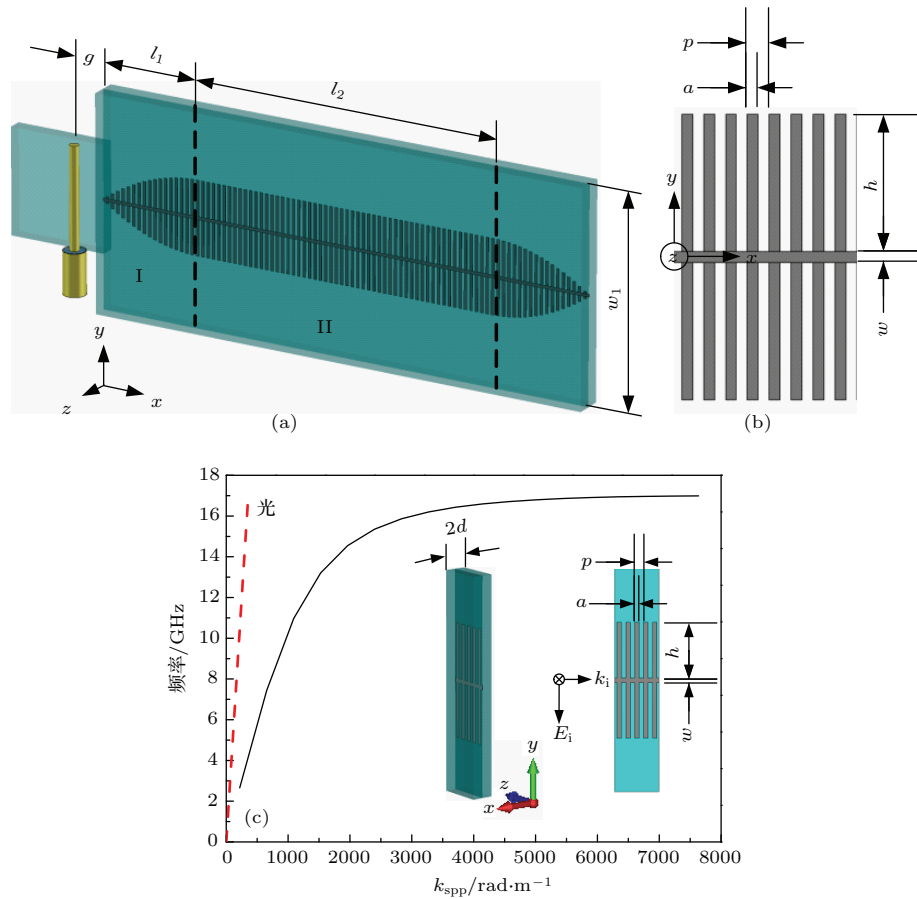 g
l₁
l₂
I
II
w₁
y
z
x
(a)
p
a
y
z
x
h
w
(b)
18
16
14
12
10
8
6
4
2
0
频率/GHz
光
2d
y
z
x
p
a
h
w
kᵢ
Eᵢ
(c)
0
1000
2000
3000
4000
5000
6000
7000
8000
k_spp/rad·m⁻¹